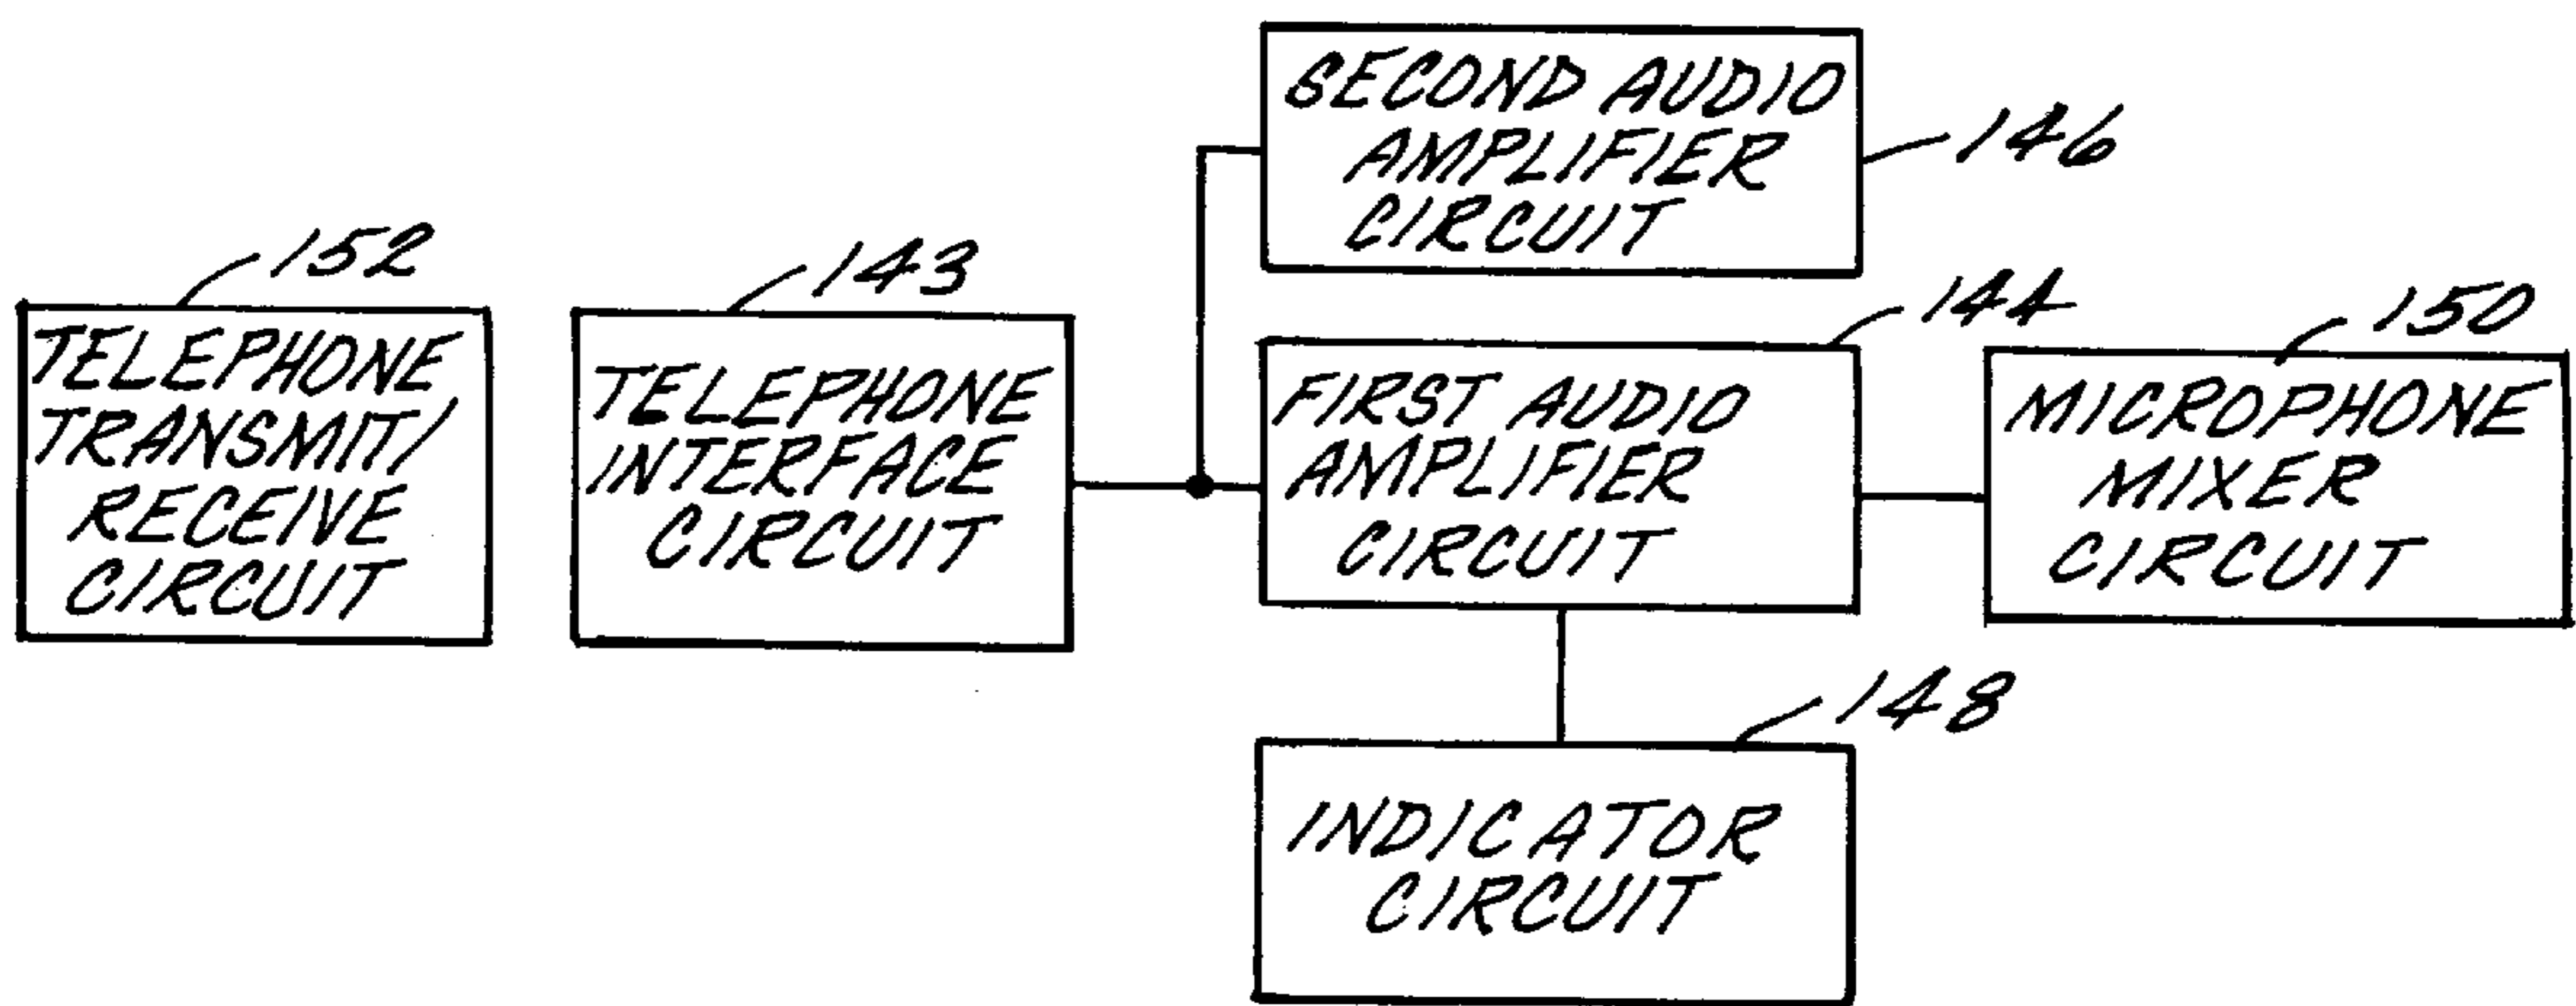 SECOND AUDIO
AMPLIFIER
CIRCUIT
146
152
TELEPHONE
TRANSMIT/
RECEIVE
CIRCUIT
143
TELEPHONE
INTERFACE
CIRCUIT
144
FIRST AUDIO
AMPLIFIER
CIRCUIT
150
MICROPHONE
MIXER
CIRCUIT
148
INDICATOR
CIRCUIT